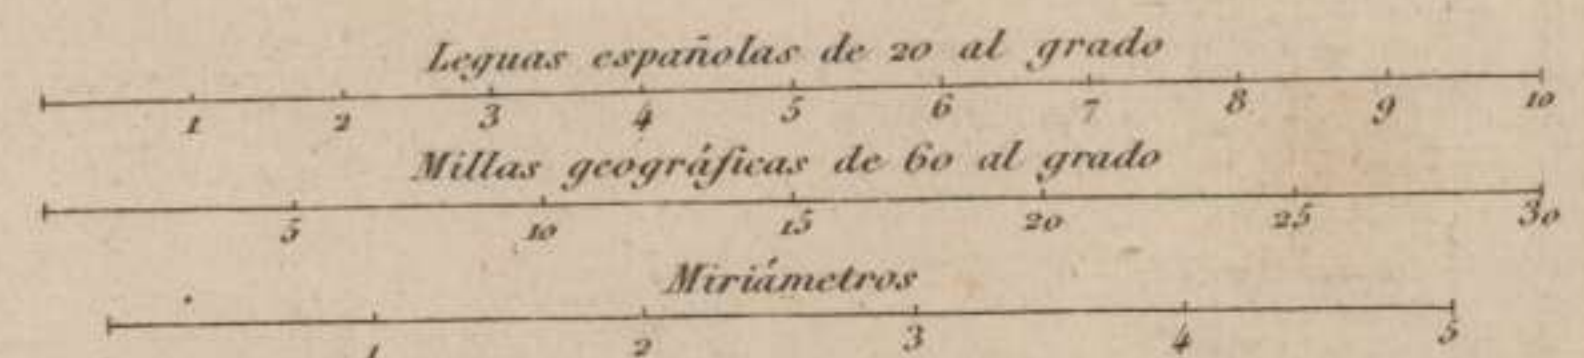 Leguas españolas de 20 al grado
1 2 3 4 5 6 7 8 9 10
Millas geográficas de 60 al grado
5 10 15 20 25 30
Miriámetros
1 2 3 4 5